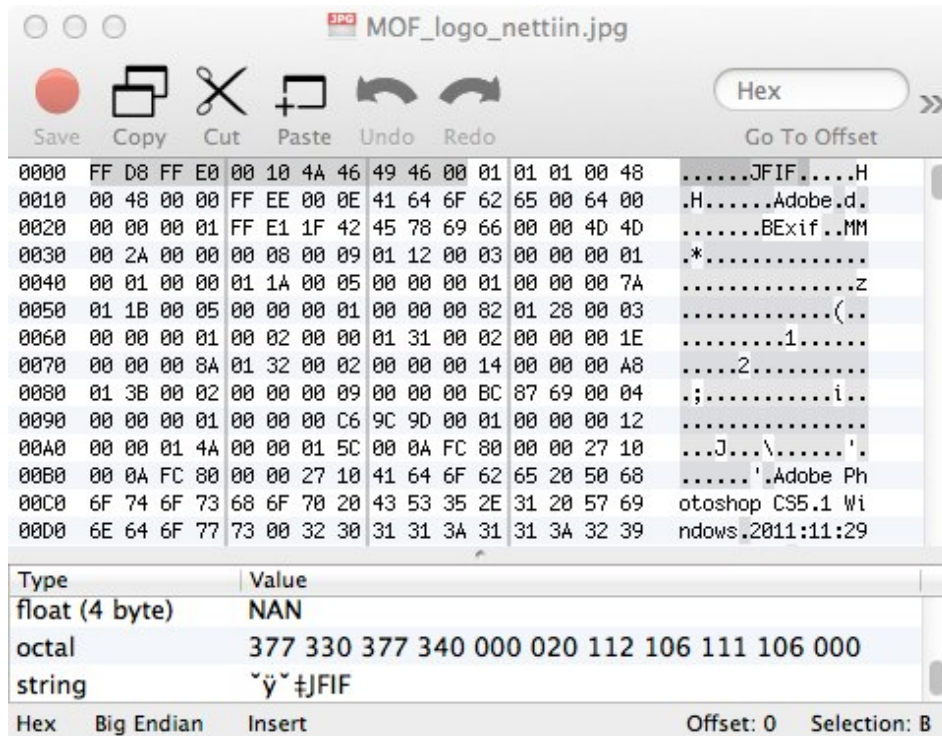 JPG MOF_logo_nettiin.jpg
Hex
Save Copy Cut Paste Undo Redo Go To Offset
0000 FF D8 FF E0 00 10 4A 46 49 46 00 01 01 01 00 48 ......JFIF.....H
0010 00 48 00 00 FF EE 00 0E 41 64 6F 62 65 00 64 00 .H......Adobe.d.
0020 00 00 00 01 FF E1 1F 42 45 78 69 66 00 00 4D 4D .......BExif..MM
0030 00 2A 00 00 00 08 00 09 01 12 00 03 00 00 00 01 .*..............
0040 00 01 00 00 01 1A 00 05 00 00 00 01 00 00 00 7A ...............z
0050 01 1B 00 05 00 00 00 01 00 00 00 82 01 28 00 03 .............(..
0060 00 00 00 01 00 02 00 00 01 31 00 02 00 00 00 1E .........1......
0070 00 00 00 8A 01 32 00 02 00 00 00 14 00 00 00 A8 .....2..........
0080 01 3B 00 02 00 00 00 09 00 00 00 BC 87 69 00 04 .;...........i..
0090 00 00 00 01 00 00 00 C6 9C 9D 00 01 00 00 00 12 ................
00A0 00 00 01 4A 00 00 01 5C 00 0A FC 80 00 00 27 10 ...J...\......'.
00B0 00 0A FC 80 00 00 27 10 41 64 6F 62 65 20 50 68 ......'.Adobe Ph
00C0 6F 74 6F 73 68 6F 70 20 43 53 35 2E 31 20 57 69 otoshop CS5.1 Wi
00D0 6E 64 6F 77 73 00 32 30 31 31 3A 31 31 3A 32 39 ndows.2011:11:29
Type Value
float (4 byte) NAN
octal 377 330 377 340 000 020 112 106 111 106 000
string ˇÿˇ‡JFIF
Hex Big Endian Insert Offset: 0 Selection: B